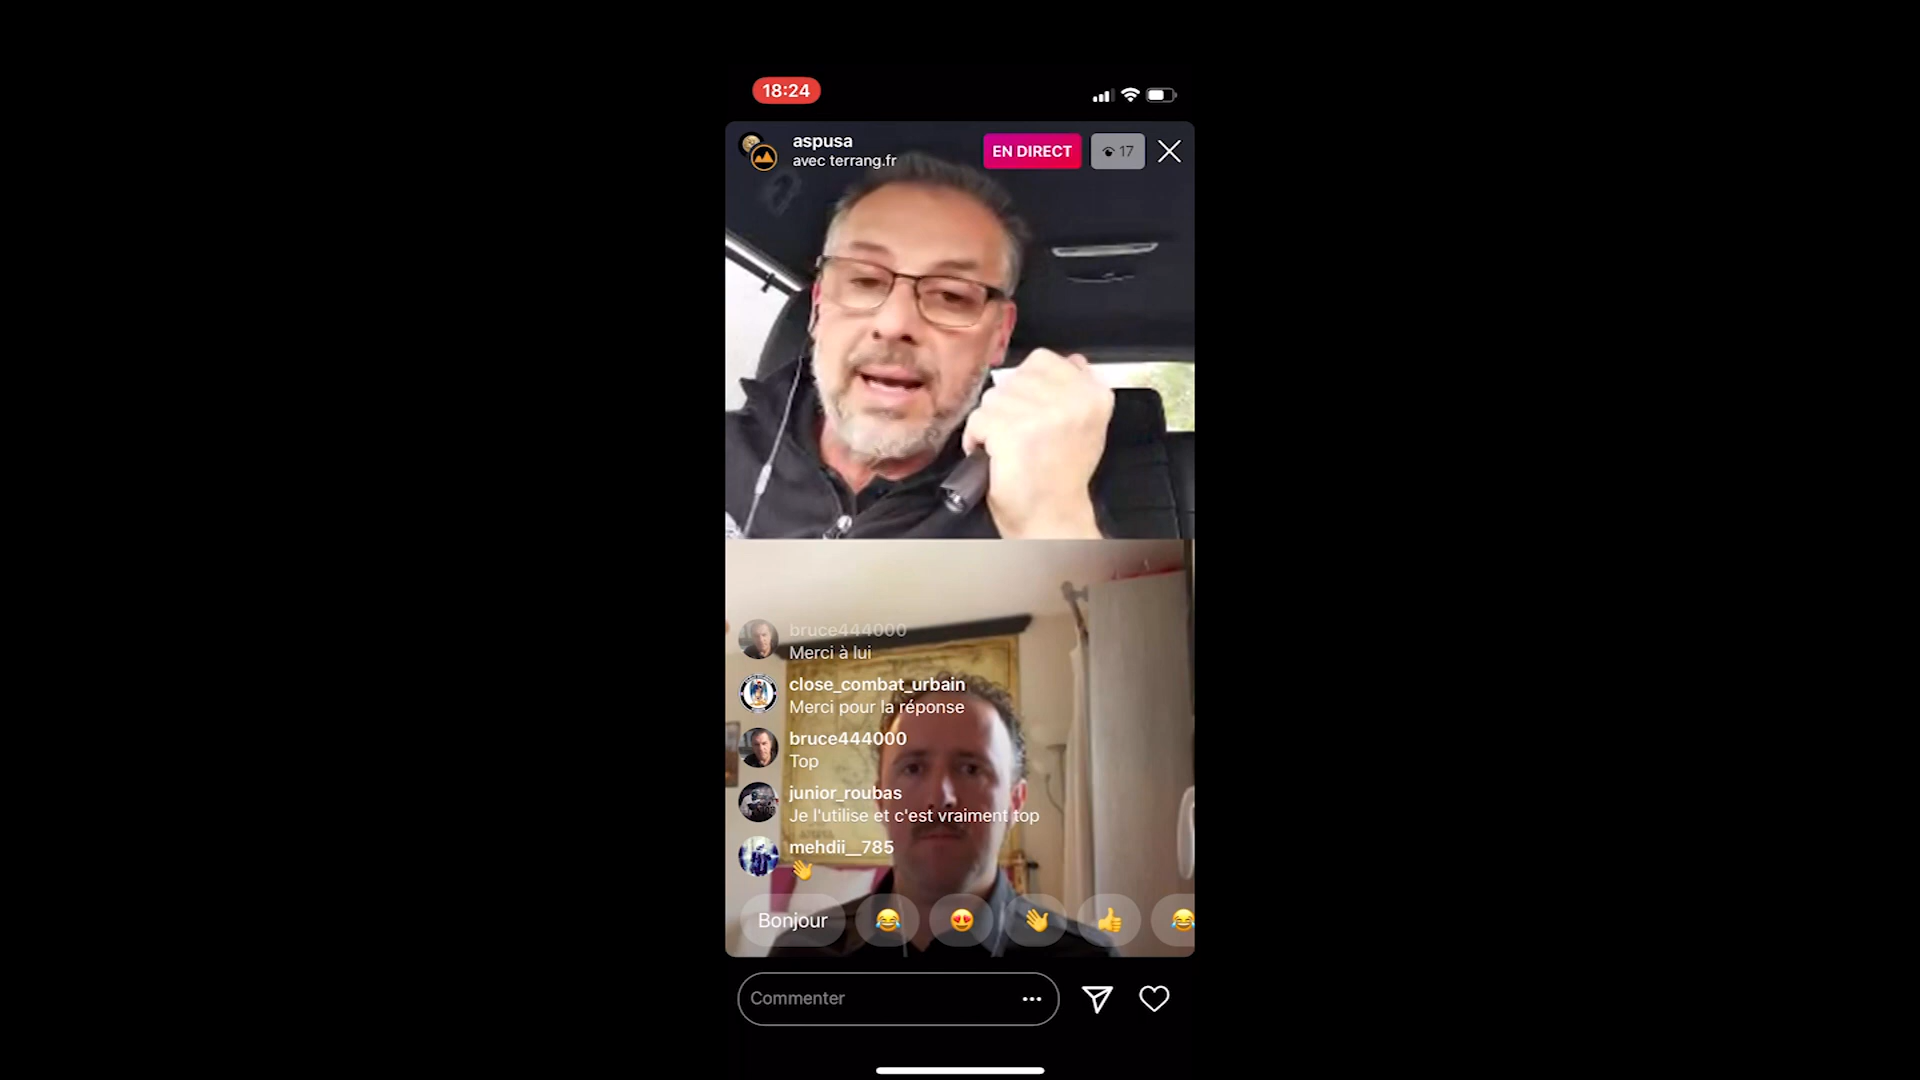 18:24
aspusa
avec terrang.fr
EN DIRECT
17
bruce444000
Merci à lui
close_combat_urbain
Merci pour la réponse
bruce444000
Top
junior_roubas
Je l'utilise et c'est vraiment top
mehdii__785
👋
Bonjour 😂 😍 👋 👍 😂
Commenter